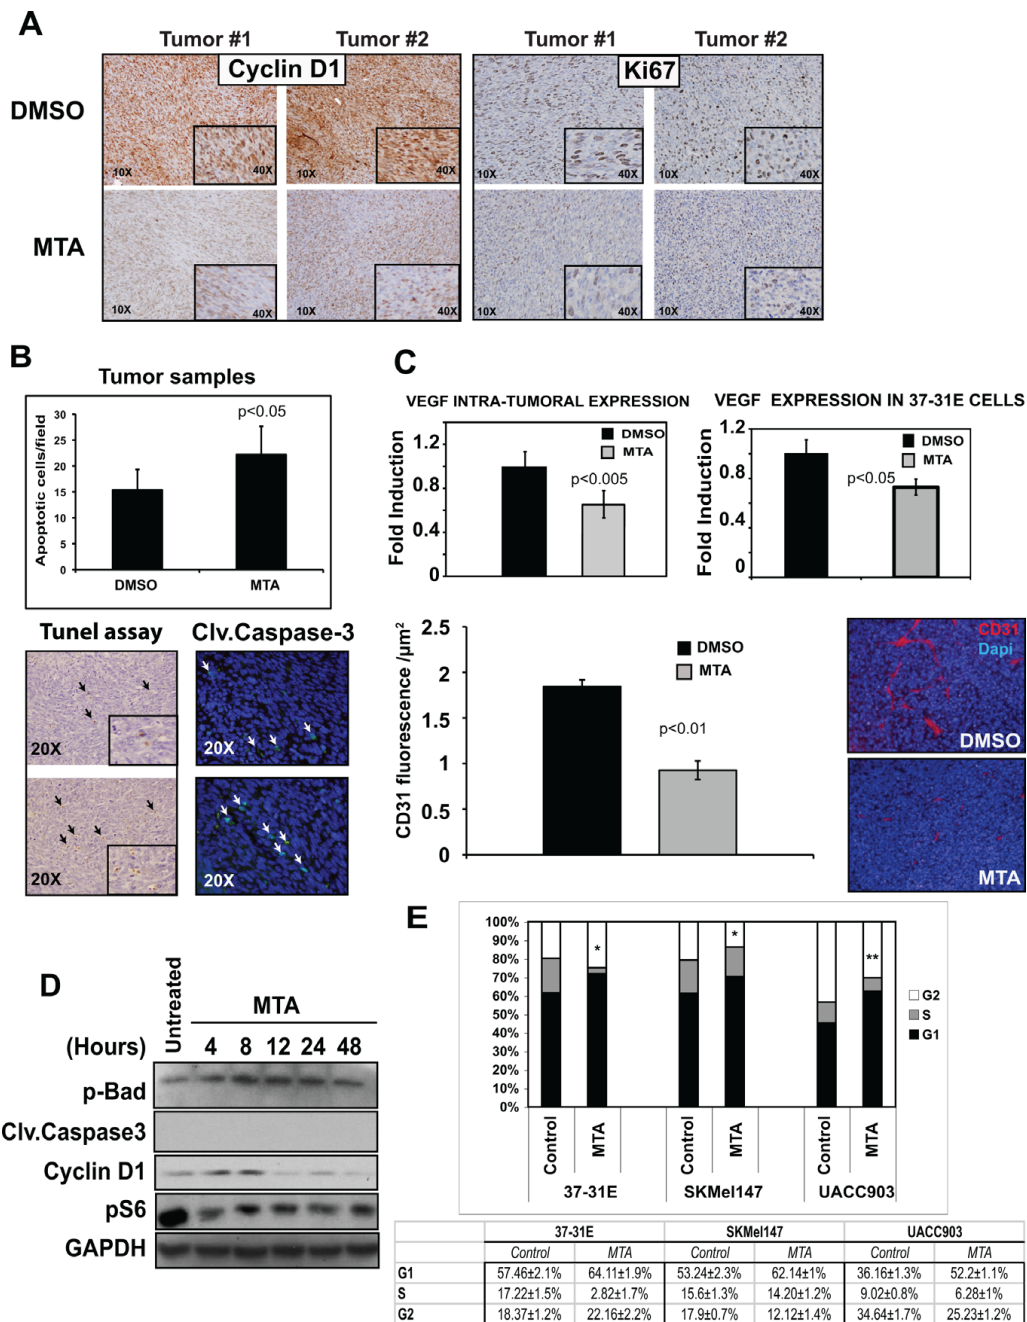 A
Tumor #1 Tumor #2 Tumor #1 Tumor #2
Cyclin D1 Ki67
DMSO
10X 40X 10X 40X 10X 40X 10X 40X
MTA
10X 40X 10X 40X 10X 40X 10X 40X
B
Tumor samples
Apoptotic cells/field
30
25
20
15
10
5
0
p<0.05
DMSO MTA
Tunel assay Clv.Caspase-3
20X 20X
20X 20X
C
VEGF INTRA-TUMORAL EXPRESSION
Fold Induction
1.2
0.8
0.4
0
DMSO
MTA
p<0.005
VEGF EXPRESSION IN 37-31E CELLS
Fold Induction
1.2
0.8
0.4
0
DMSO
MTA
p<0.05
CD31 fluorescence /µm²
2.5
2
1.5
1
0.5
0
DMSO
MTA
p<0.01
CD31
Dapi
DMSO
MTA
D
Untreated
MTA
(Hours) 4 8 12 24 48
p-Bad
Clv.Caspase3
Cyclin D1
pS6
GAPDH
E
100%
90%
80%
70%
60%
50%
40%
30%
20%
10%
0%
* * **
G2
S
G1
Control MTA Control MTA Control MTA
37-31E SKMel147 UACC903
37-31E SKMel147 UACC903
Control MTA Control MTA Control MTA
G1 57.46±2.1% 64.11±1.9% 53.24±2.3% 62.14±1% 36.16±1.3% 52.2±1.1%
S 17.22±1.5% 2.82±1.7% 15.6±1.3% 14.20±1.2% 9.02±0.8% 6.28±1%
G2 18.37±1.2% 22.16±2.2% 17.9±0.7% 12.12±1.4% 34.64±1.7% 25.23±1.2%